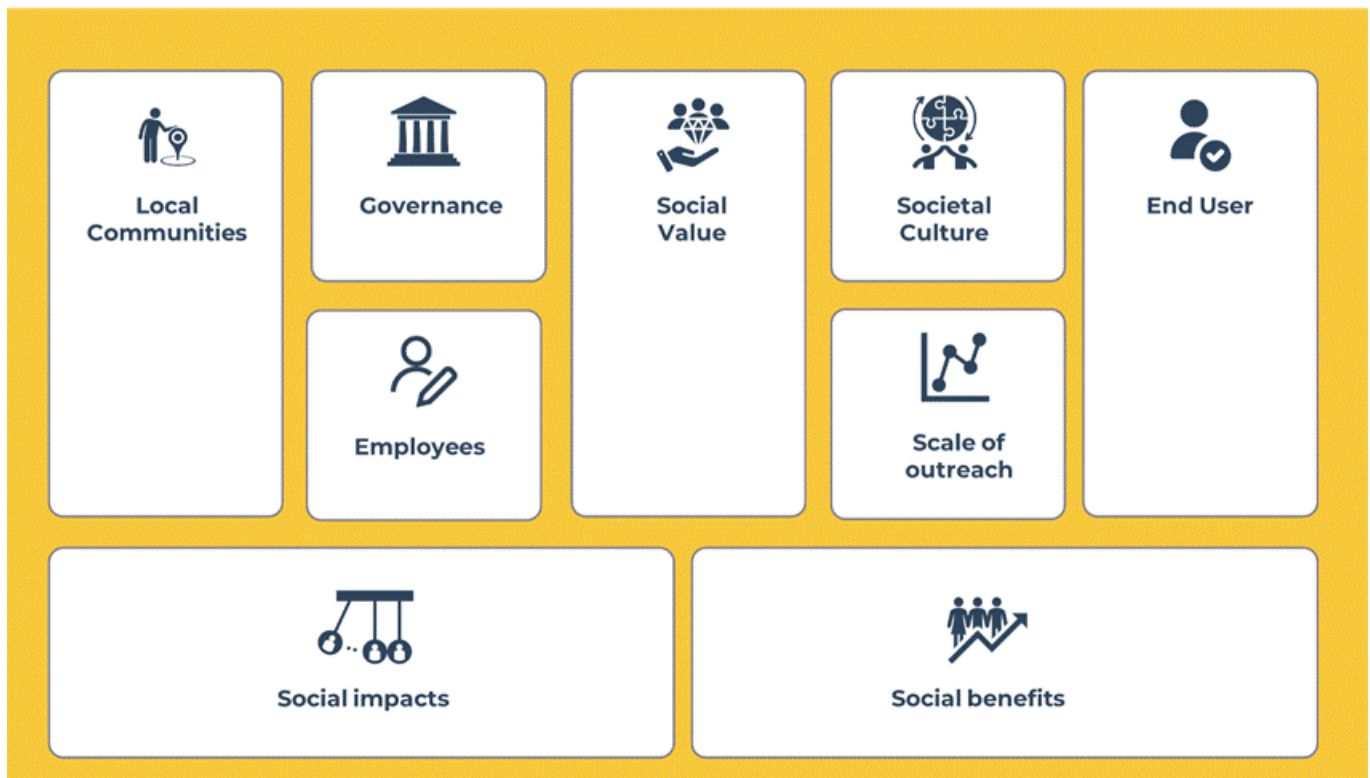 Local
Communities
Governance
Social
Value
Societal
Culture
End User
Employees
Scale of
outreach
Social impacts
Social benefits